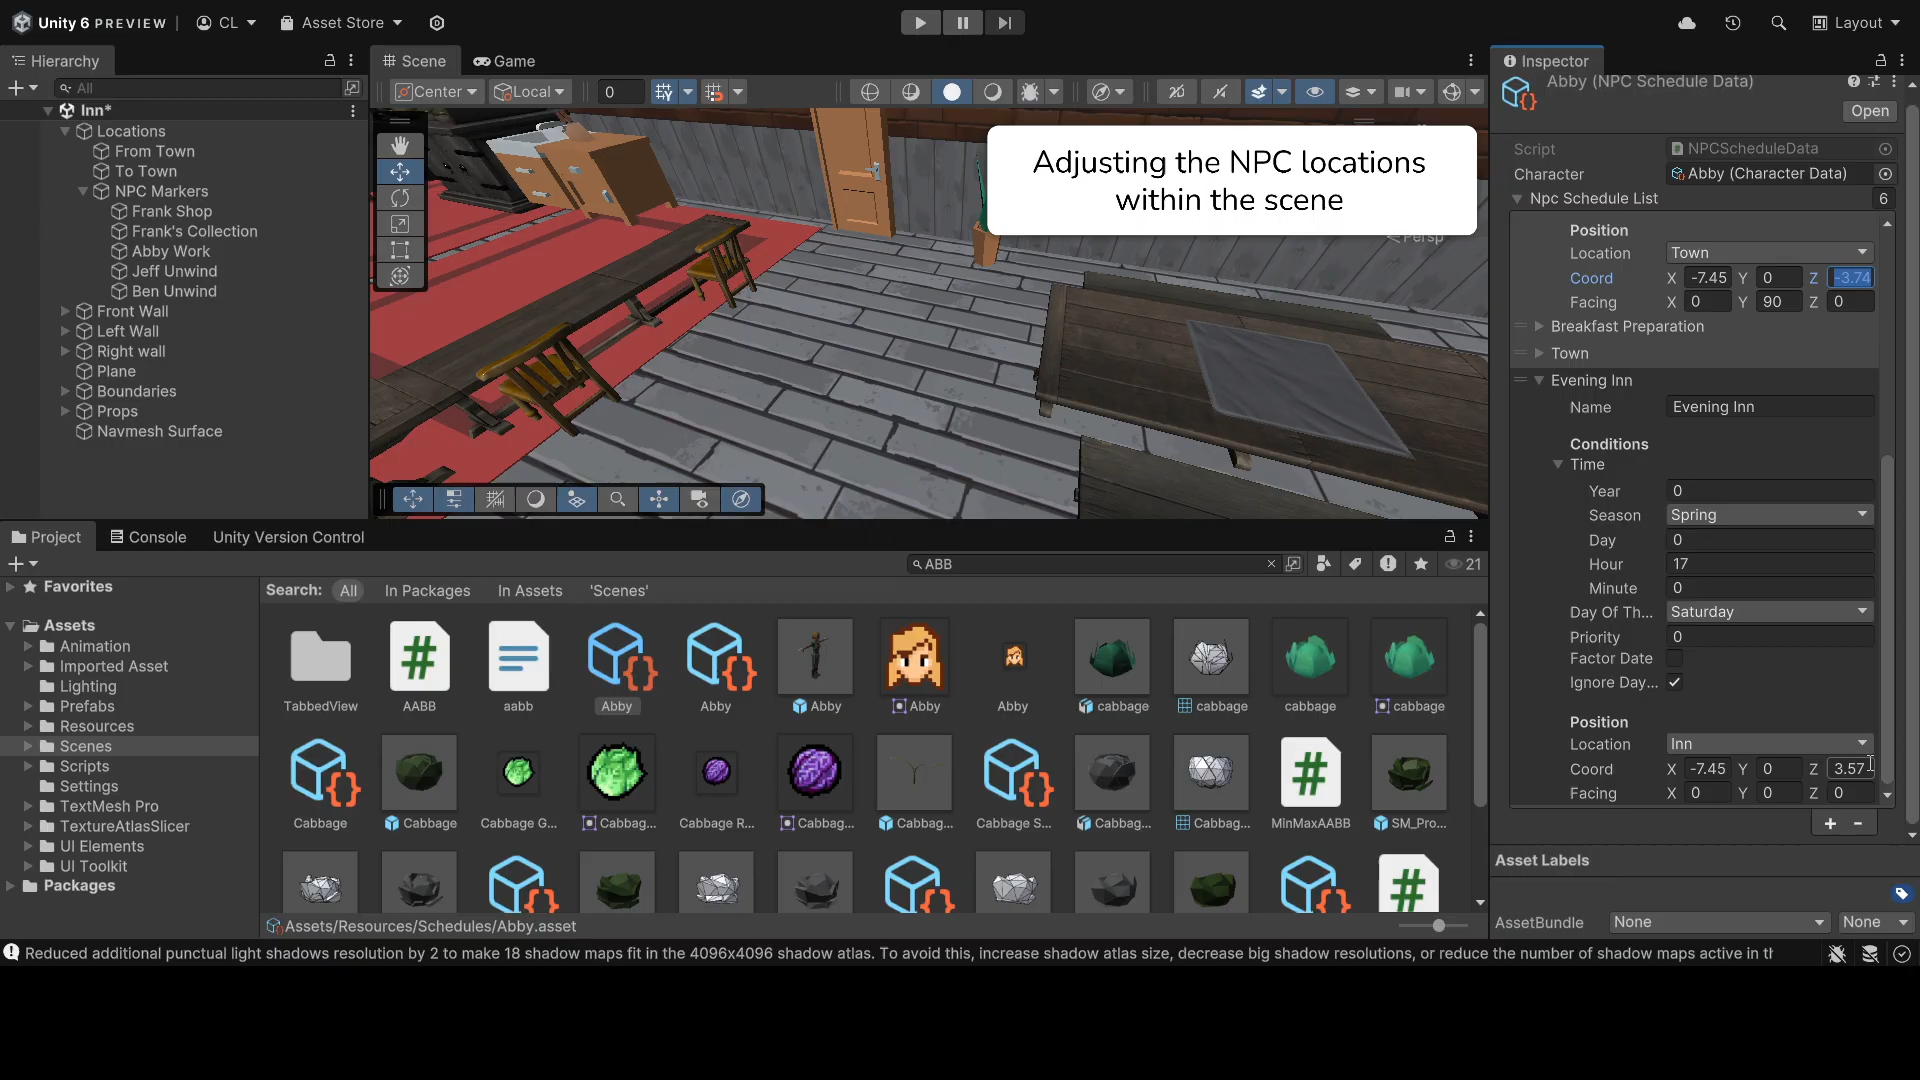 Unity 6 PREVIEW
CL
Asset Store
Layout
Hierarchy
Scene
Game
Inspector
All
Center
Local
0
Abby (NPC Schedule Data)
Open
Inn*
Locations
From Town
To Town
NPC Markers
Frank Shop
Frank's Collection
Abby Work
Jeff Unwind
Ben Unwind
Front Wall
Left Wall
Right wall
Plane
Boundaries
Props
Navmesh Surface
Adjusting the NPC locations
within the scene
Persp
Script NPCScheduleData
Character Abby (Character Data)
Npc Schedule List 6
Position
Location Town
Coord X -7.45 Y 0 Z -3.74
Facing X 0 Y 90 Z 0
Breakfast Preparation
Town
Evening Inn
Name Evening Inn
Conditions
Time
Year 0
Season Spring
Day 0
Hour 17
Minute 0
Day Of Th... Saturday
Priority 0
Factor Date
Ignore Day...
Position
Location Inn
Coord X -7.45 Y 0 Z 3.57
Facing X 0 Y 0 Z 0
Asset Labels
AssetBundle None None
Project
Console
Unity Version Control
ABB
21
Favorites
Assets
Animation
Imported Asset
Lighting
Prefabs
Resources
Scenes
Scripts
Settings
TextMesh Pro
TextureAtlasSlicer
UI Elements
UI Toolkit
Packages
Search: All In Packages In Assets 'Scenes'
TabbedView AABB aabb Abby Abby Abby Abby Abby cabbage cabbage cabbage cabbage
Cabbage Cabbage Cabbage G... Cabbag... Cabbage R... Cabbag... Cabbag... Cabbage S... Cabbag... Cabbag... MinMaxAABB SM_Pro...
Assets/Resources/Schedules/Abby.asset
Reduced additional punctual light shadows resolution by 2 to make 18 shadow maps fit in the 4096x4096 shadow atlas. To avoid this, increase shadow atlas size, decrease big shadow resolutions, or reduce the number of shadow maps active in th